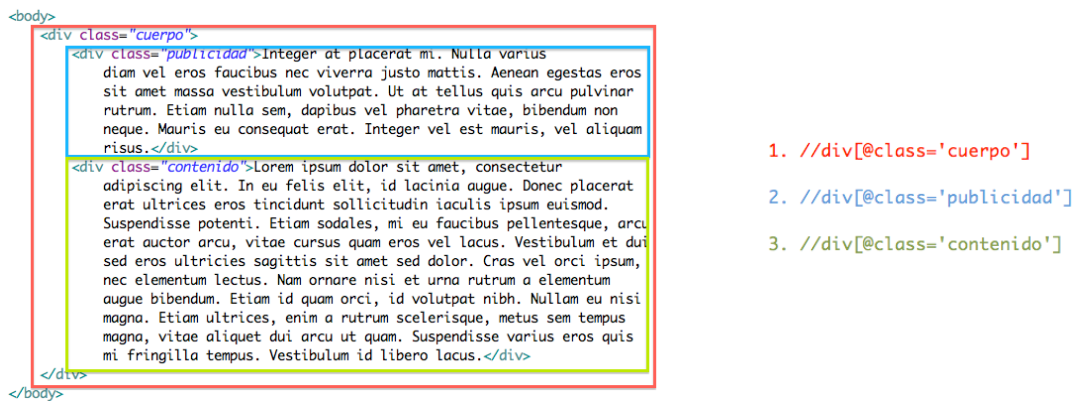 <body>
<div class="cuerpo">
<div class="publicidad">Integer at placerat mi. Nulla varius
diam vel eros faucibus nec viverra justo mattis. Aenean egestas eros
sit amet massa vestibulum volutpat. Ut at tellus quis arcu pulvinar
rutrum. Etiam nulla sem, dapibus vel pharetra vitae, bibendum non
neque. Mauris eu consequat erat. Integer vel est mauris, vel aliquam
risus.</div>
<div class="contenido">Lorem ipsum dolor sit amet, consectetur
adipiscing elit. In eu felis elit, id lacinia augue. Donec placerat
erat ultrices eros tincidunt sollicitudin iaculis ipsum euismod.
Suspendisse potenti. Etiam sodales, mi eu faucibus pellentesque, arcu
erat auctor arcu, vitae cursus quam eros vel lacus. Vestibulum et dui
sed eros ultricies sagittis sit amet sed dolor. Cras vel orci ipsum,
nec elementum lectus. Nam ornare nisi et urna rutrum a elementum
augue bibendum. Etiam id quam orci, id volutpat nibh. Nullam eu nisi
magna. Etiam ultrices, enim a rutrum scelerisque, metus sem tempus
magna, vitae aliquet dui arcu ut quam. Suspendisse varius eros quis
mi fringilla tempus. Vestibulum id libero lacus.</div>
</div>
</body>
1. //div[@class='cuerpo']
2. //div[@class='publicidad']
3. //div[@class='contenido']